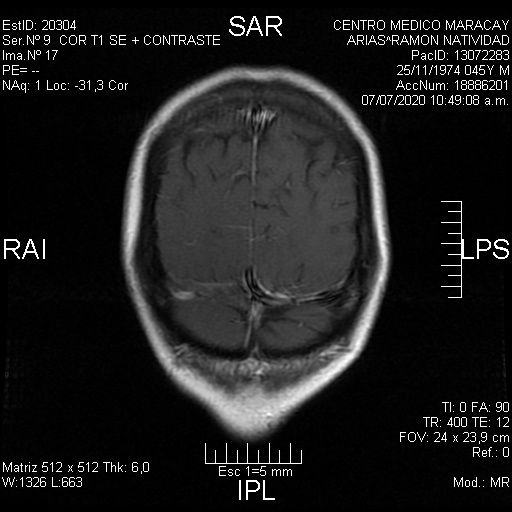 EstID: 20304
Ser.Nº 9 COR T1 SE + CONTRASTE
Ima.Nº 17
PE= --
NAq: 1 Loc: -31,3 Cor
SAR
CENTRO MEDICO MARACAY
ARIAS^RAMON NATIVIDAD
PacID: 13072283
25/11/1974 045Y M
AccNum: 18886201
07/07/2020 10:49:08 a.m.
RAI
LPS
Matriz 512 x 512 Thk: 6,0
W:1326 L:663
Esc 1=5 mm
IPL
TI: 0 FA: 90
TR: 400 TE: 12
FOV: 24 x 23,9 cm
Ref.: 0
Mod.: MR